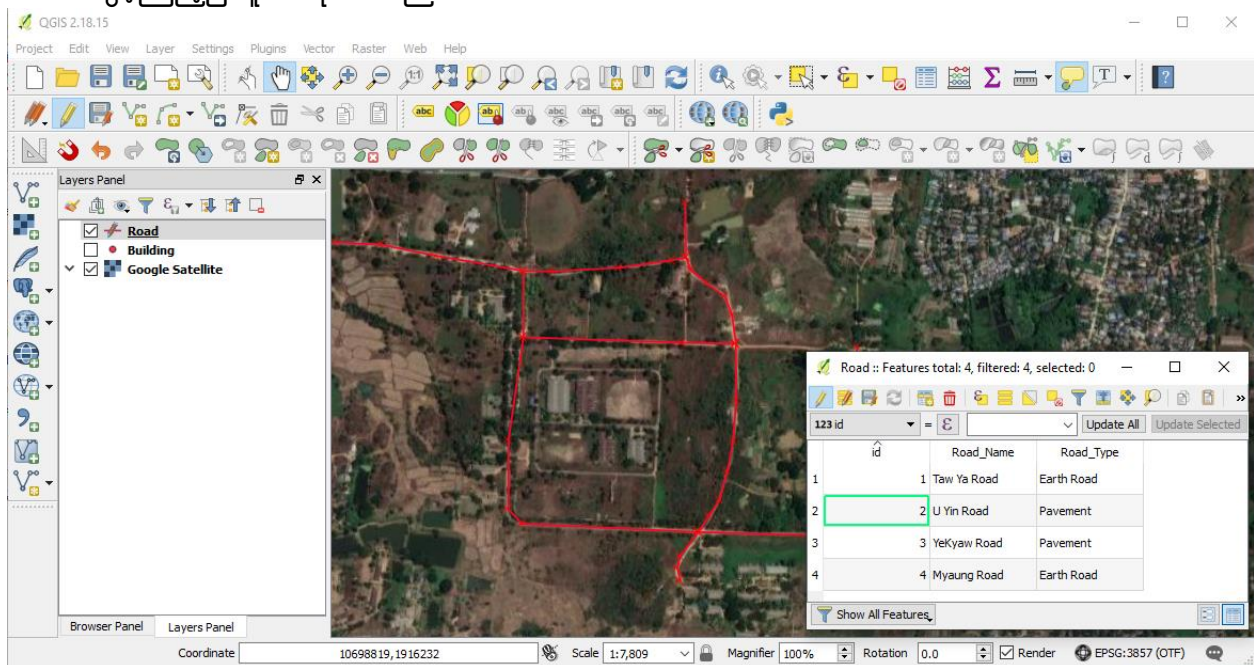 QGIS 2.18.15
Project Edit View Layer Settings Plugins Vector Raster Web Help
Layers Panel
Road
Building
Google Satellite
Road :: Features total: 4, filtered: 4, selected: 0
123 id = ε Update All Update Selected
id Road_Name Road_Type
1 1 Taw Ya Road Earth Road
2 2 U Yin Road Pavement
3 3 YeKyaw Road Pavement
4 4 Myaung Road Earth Road
Show All Features
Browser Panel Layers Panel
Coordinate 10698819,1916232 Scale 1:7,809 Magnifier 100% Rotation 0.0 Render EPSG:3857 (OTF)